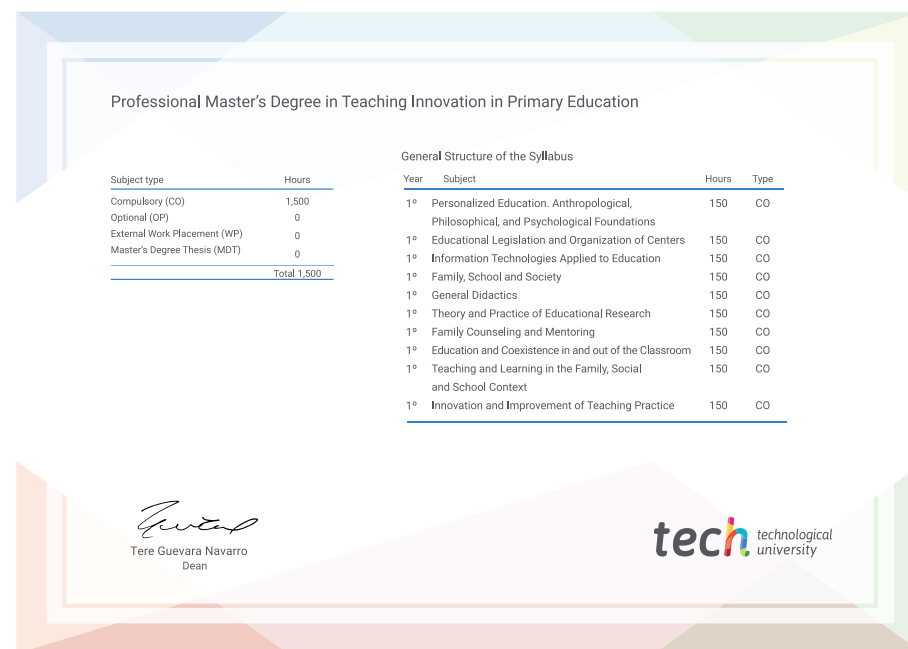 Professional Master's Degree in Teaching Innovation in Primary Education
Subject type Hours
Compulsory (CO) 1,500
Optional (OP) 0
External Work Placement (WP) 0
Master's Degree Thesis (MDT) 0
Total 1,500
General Structure of the Syllabus
Year Subject Hours Type
1º Personalized Education. Anthropological, 150 CO
Philosophical, and Psychological Foundations
1º Educational Legislation and Organization of Centers 150 CO
1º Information Technologies Applied to Education 150 CO
1º Family, School and Society 150 CO
1º General Didactics 150 CO
1º Theory and Practice of Educational Research 150 CO
1º Family Counseling and Mentoring 150 CO
1º Education and Coexistence in and out of the Classroom 150 CO
1º Teaching and Learning in the Family, Social 150 CO
and School Context
1º Innovation and Improvement of Teaching Practice 150 CO
Tere Guevara Navarro
Dean
tech technological
university